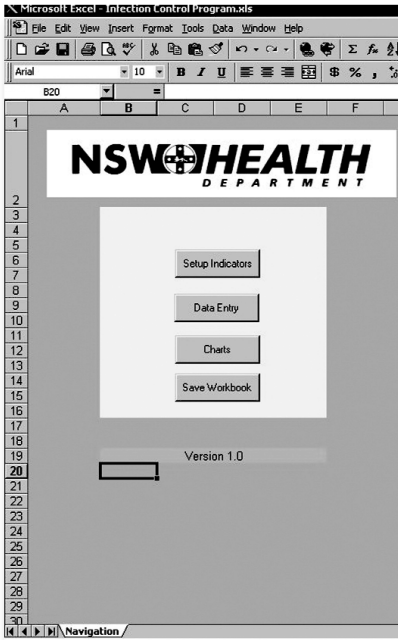 Microsoft Excel - Infection Control Program.xls
File Edit View Insert Format Tools Data Window Help
Arial 10 B I U $ % ,
B20 =
A B C D E F
1
NSW HEALTH
DEPARTMENT
2
3
4
5
6 Setup Indicators
7
8
9 Data Entry
10
11
12 Charts
13
14 Save Workbook
15
16
17
18
19 Version 1.0
20
21
22
23
24
25
26
27
28
29
30
Navigation